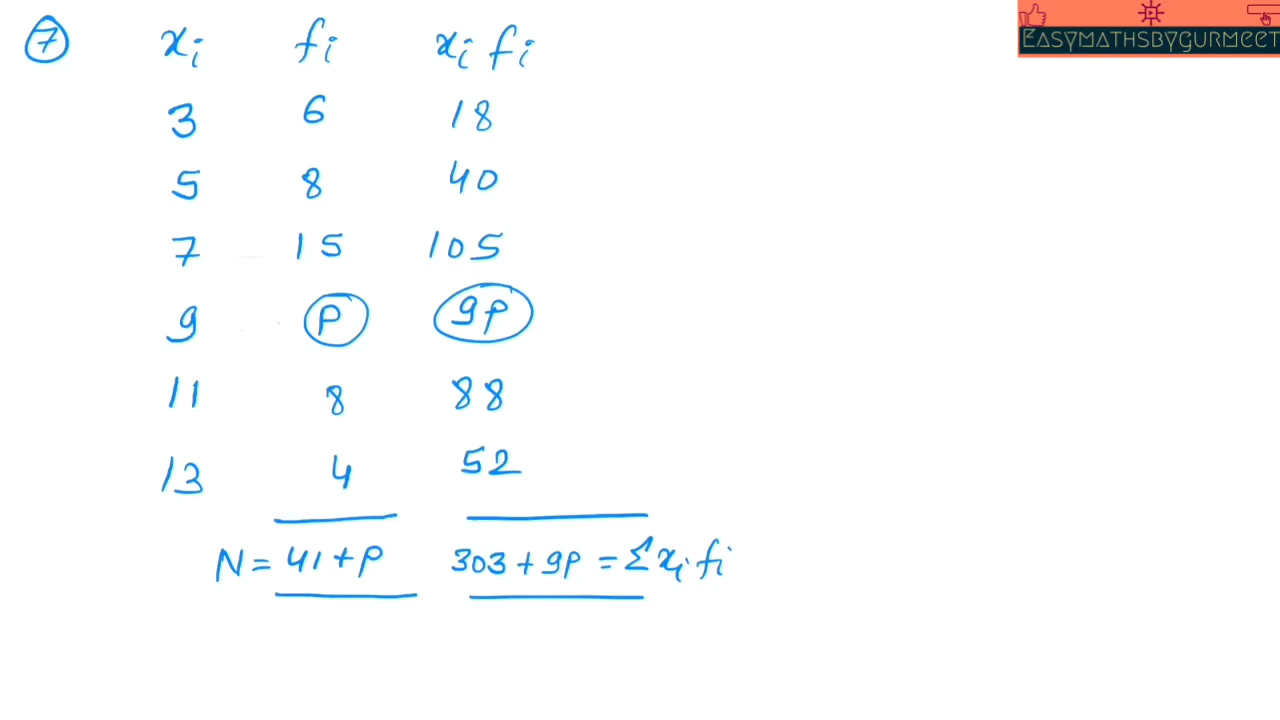 EASYMATHSBYGURMEET
⑦ xi fi xi fi
3 6 18
5 8 40
7 15 105
9 P 9P
11 8 88
13 4 52
N = 41 + P 303 + 9P = Σ xi fi